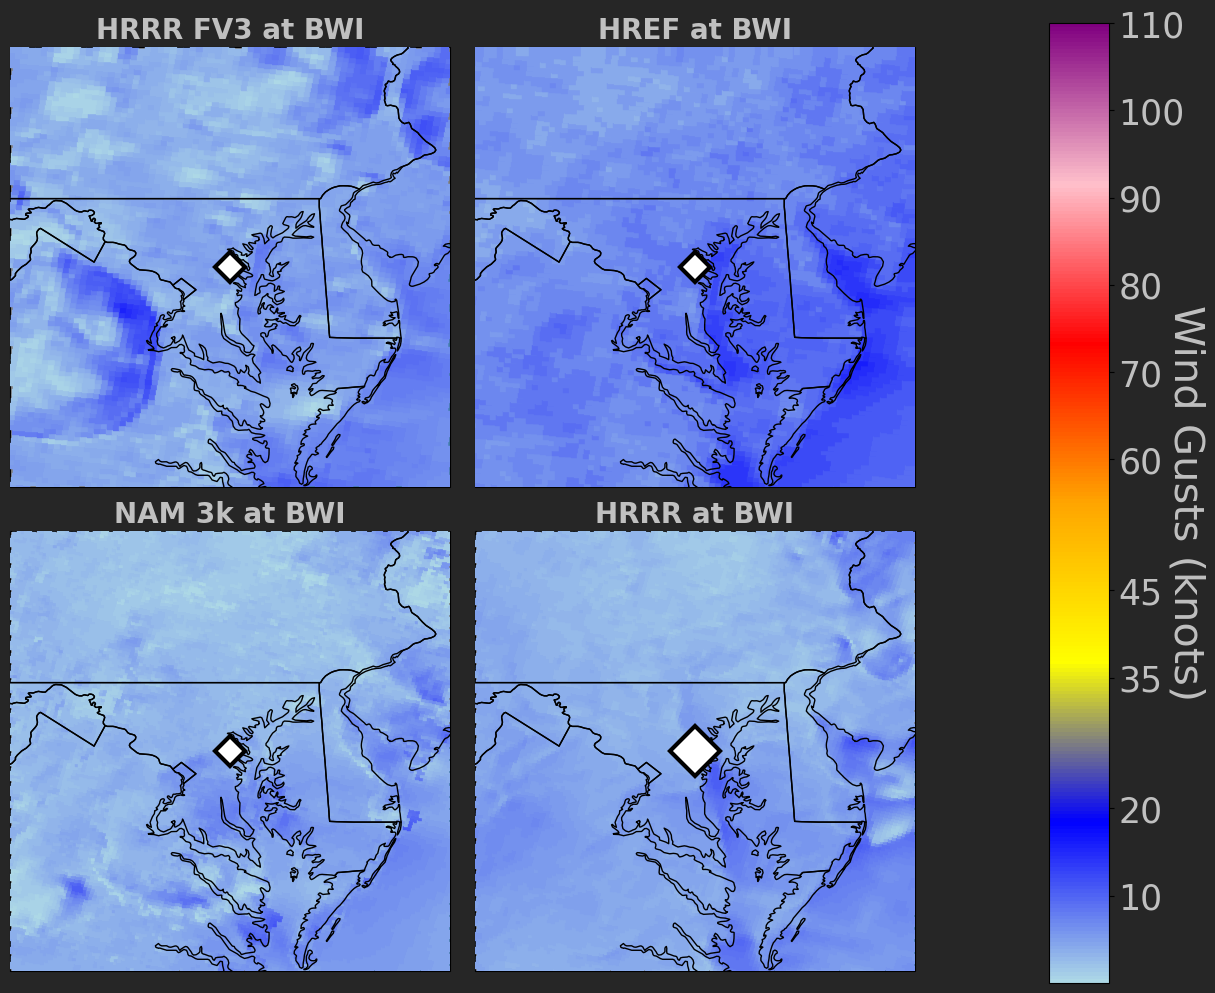 HRRR FV3 at BWI
HREF at BWI
NAM 3k at BWI
HRRR at BWI
110
100
90
80
70
60
45
35
20
10
Wind Gusts (knots)